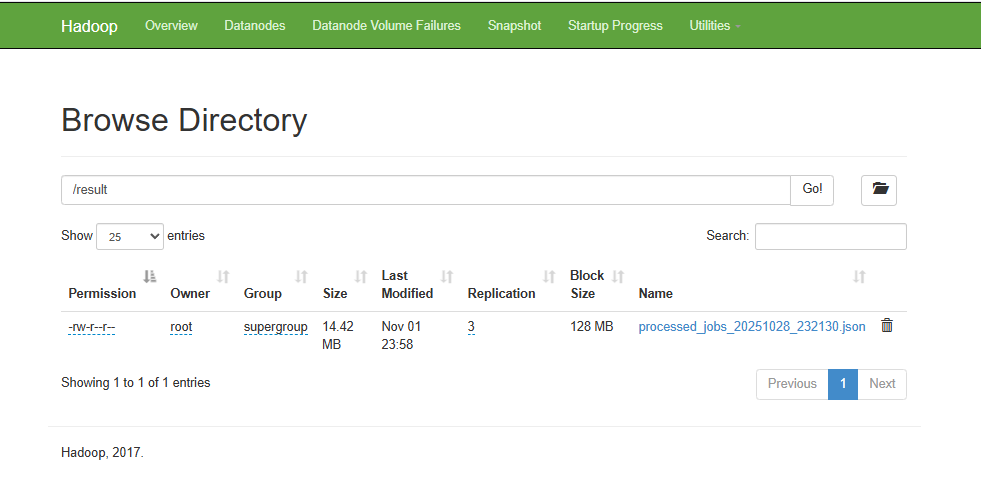 Hadoop Overview Datanodes Datanode Volume Failures Snapshot Startup Progress Utilities
Browse Directory
/result Go!
Show 25 entries Search:
Permission Owner Group Size Last Modified Replication Block Size Name
-rw-r--r-- root supergroup 14.42 MB Nov 01 23:58 3 128 MB processed_jobs_20251028_232130.json
Showing 1 to 1 of 1 entries Previous 1 Next
Hadoop, 2017.